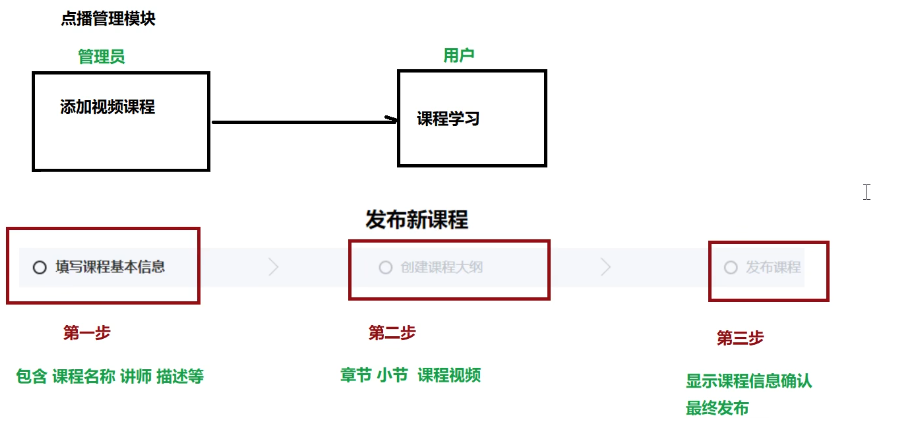 点播管理模块
管理员
用户
添加视频课程
课程学习
发布新课程
填写课程基本信息
创建课程大纲
发布课程
第一步
第二步
第三步
包含 课程名称 讲师 描述等
章节 小节 课程视频
显示课程信息确认
最终发布